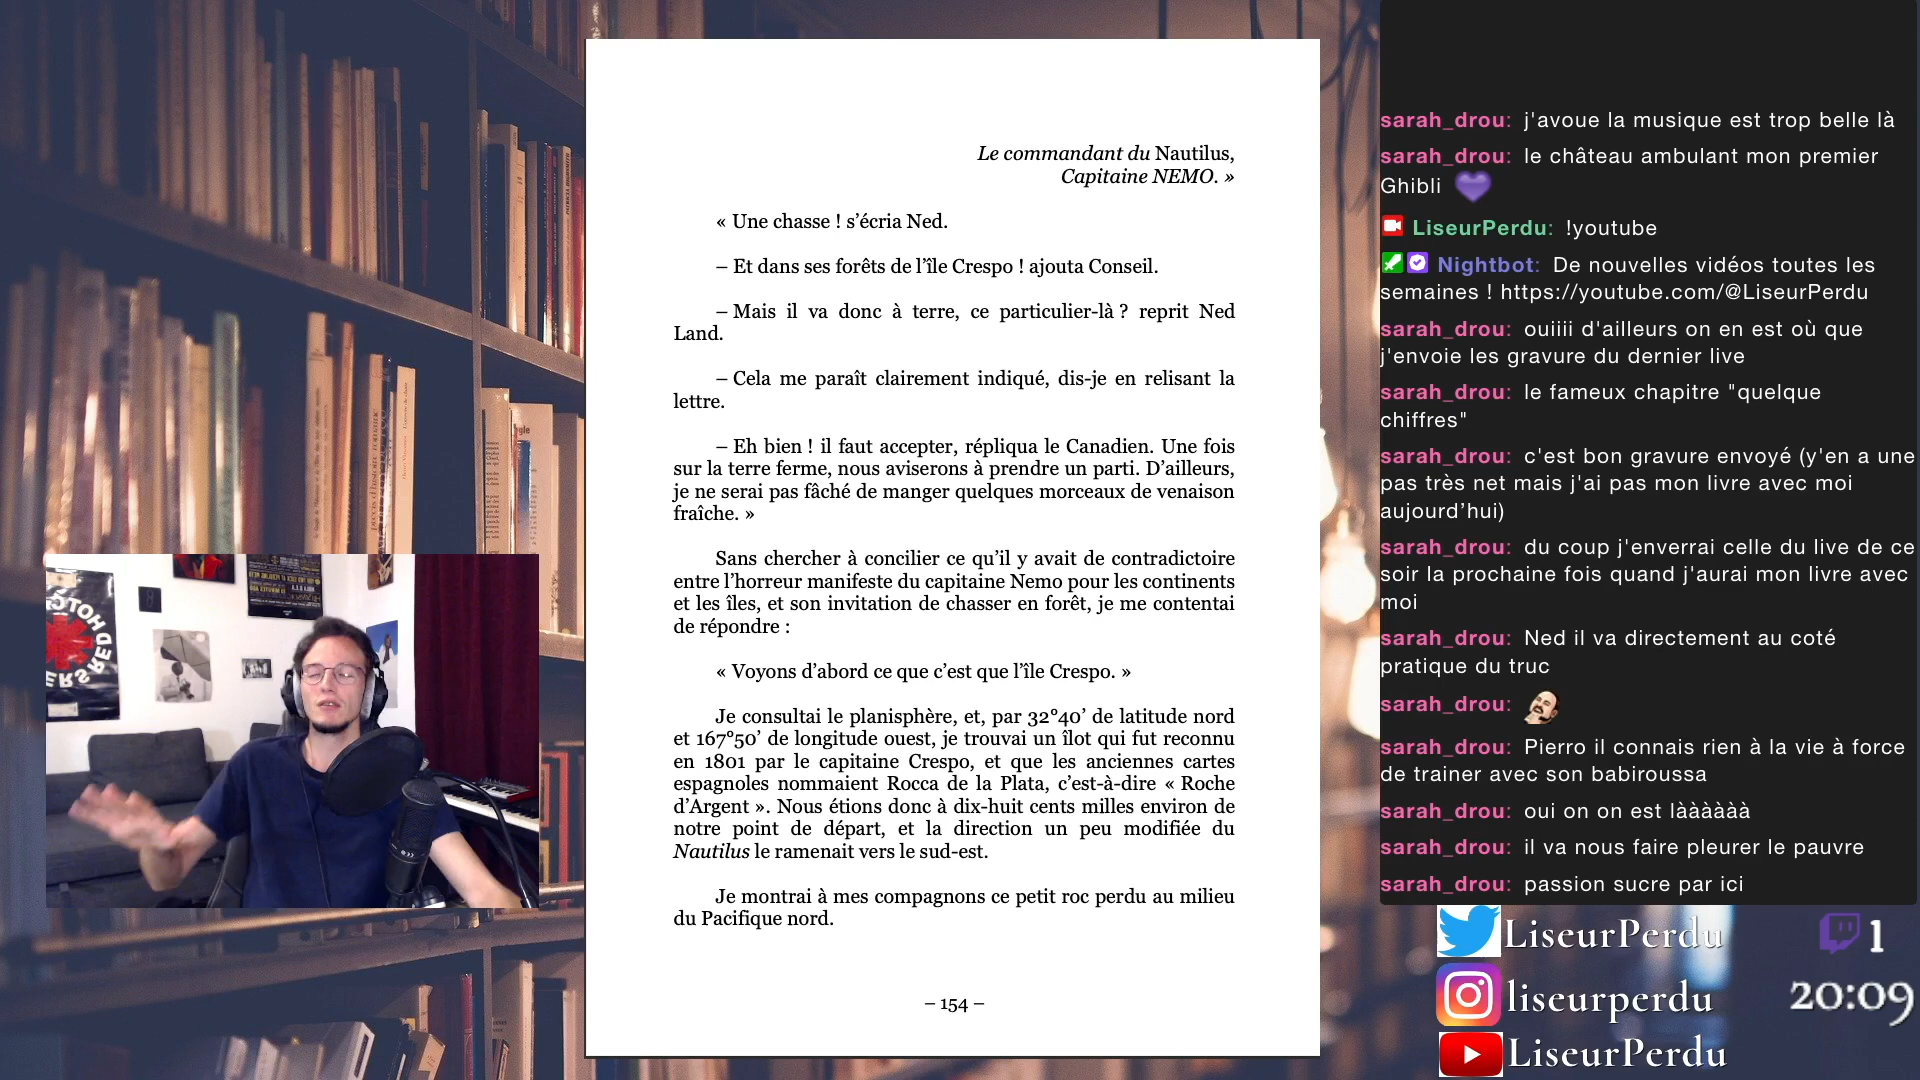 Le commandant du Nautilus,
Capitaine NEMO. »
« Une chasse ! s’écria Ned.
– Et dans ses forêts de l’île Crespo ! ajouta Conseil.
– Mais il va donc à terre, ce particulier-là ? reprit Ned
Land.
– Cela me paraît clairement indiqué, dis-je en relisant la
lettre.
– Eh bien ! il faut accepter, répliqua le Canadien. Une fois
sur la terre ferme, nous aviserons à prendre un parti. D’ailleurs,
je ne serai pas fâché de manger quelques morceaux de venaison
fraîche. »
Sans chercher à concilier ce qu’il y avait de contradictoire
entre l’horreur manifeste du capitaine Nemo pour les continents
et les îles, et son invitation de chasser en forêt, je me contentai
de répondre :
« Voyons d’abord ce que c’est que l’île Crespo. »
Je consultai le planisphère, et, par 32°40’ de latitude nord
et 167°50’ de longitude ouest, je trouvai un îlot qui fut reconnu
en 1801 par le capitaine Crespo, et que les anciennes cartes
espagnoles nommaient Rocca de la Plata, c’est-à-dire « Roche
d’Argent ». Nous étions donc à dix-huit cents milles environ de
notre point de départ, et la direction un peu modifiée du
Nautilus le ramenait vers le sud-est.
Je montrai à mes compagnons ce petit roc perdu au milieu
du Pacifique nord.
– 154 –
sarah_drou: j'avoue la musique est trop belle là
sarah_drou: le château ambulant mon premier
Ghibli
LiseurPerdu: !youtube
Nightbot: De nouvelles vidéos toutes les
semaines ! https://youtube.com/@LiseurPerdu
sarah_drou: ouiiii d'ailleurs on en est où que
j'envoie les gravure du dernier live
sarah_drou: le fameux chapitre "quelque
chiffres"
sarah_drou: c'est bon gravure envoyé (y'en a une
pas très net mais j'ai pas mon livre avec moi
aujourd’hui)
sarah_drou: du coup j'enverrai celle du live de ce
soir la prochaine fois quand j'aurai mon livre avec
moi
sarah_drou: Ned il va directement au coté
pratique du truc
sarah_drou:
sarah_drou: Pierro il connais rien à la vie à force
de trainer avec son babiroussa
sarah_drou: oui on on est lààààààà
sarah_drou: il va nous faire pleurer le pauvre
sarah_drou: passion sucre par ici
LiseurPerdu
1
liseurperdu
20:09
LiseurPerdu